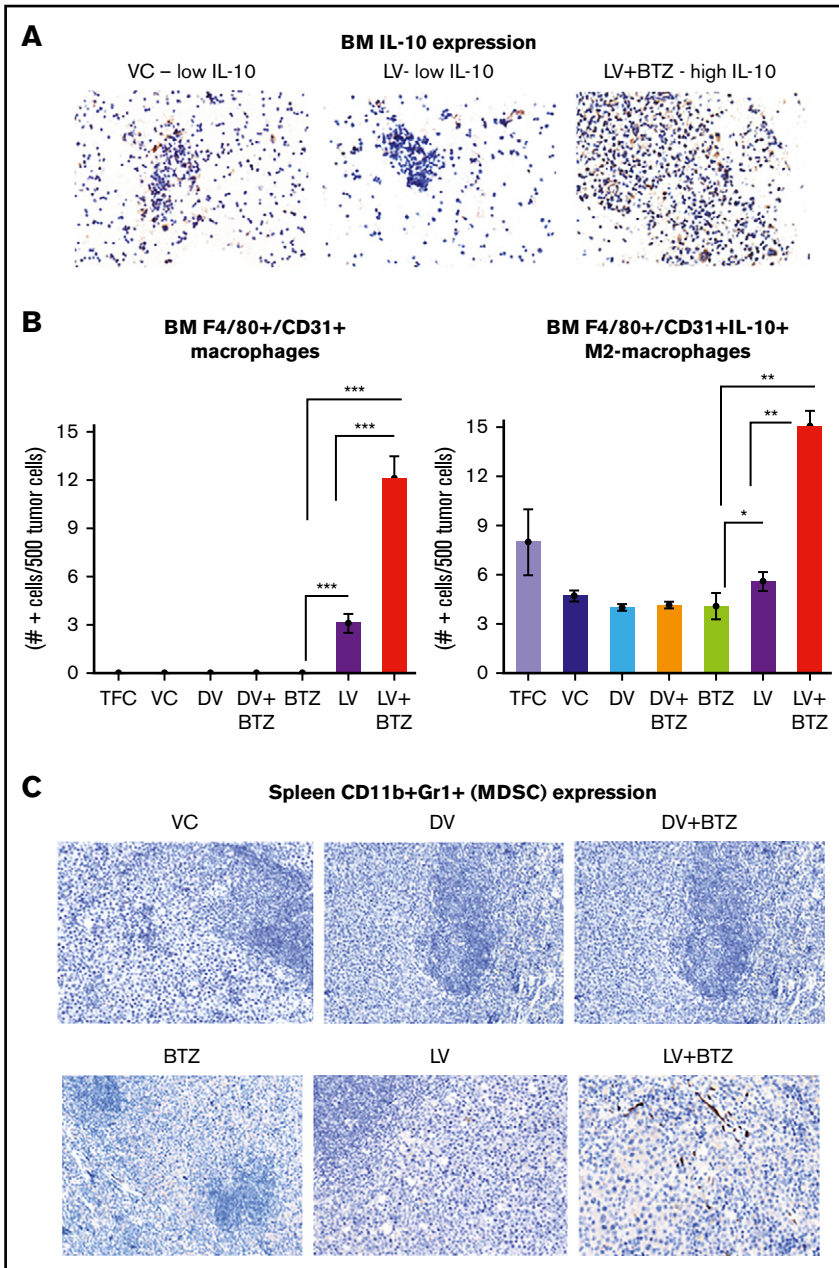 A
BM IL-10 expression
VC – low IL-10
LV- low IL-10
LV+BTZ - high IL-10
B
BM F4/80+/CD31+
macrophages
(# + cells/500 tumor cells)
15
12
9
6
3
0
***
***
***
TFC
VC
DV
DV+
BTZ
BTZ
LV
LV+
BTZ
BM F4/80+/CD31+IL-10+
M2-macrophages
(# + cells/500 tumor cells)
15
12
9
6
3
0
**
**
*
TFC
VC
DV
DV+
BTZ
BTZ
LV
LV+
BTZ
C
Spleen CD11b+Gr1+ (MDSC) expression
VC
DV
DV+BTZ
BTZ
LV
LV+BTZ